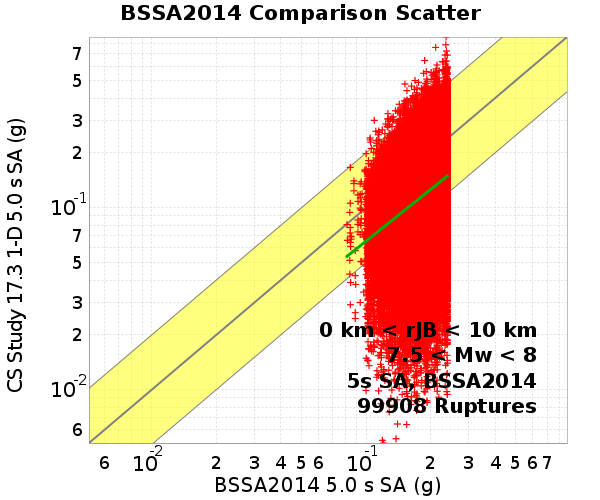 BSSA2014 Comparison Scatter
CS Study 17.3 1-D 5.0 s SA (g)
7
5
3
2
10-1
7
5
3
2
10-2
6
0 km < rJB < 10 km
7.5 < Mw < 8
5s SA, BSSA2014
99908 Ruptures
6 10-2 2 3 4 5 6 10-1 2 3 4 5 6 7
BSSA2014 5.0 s SA (g)